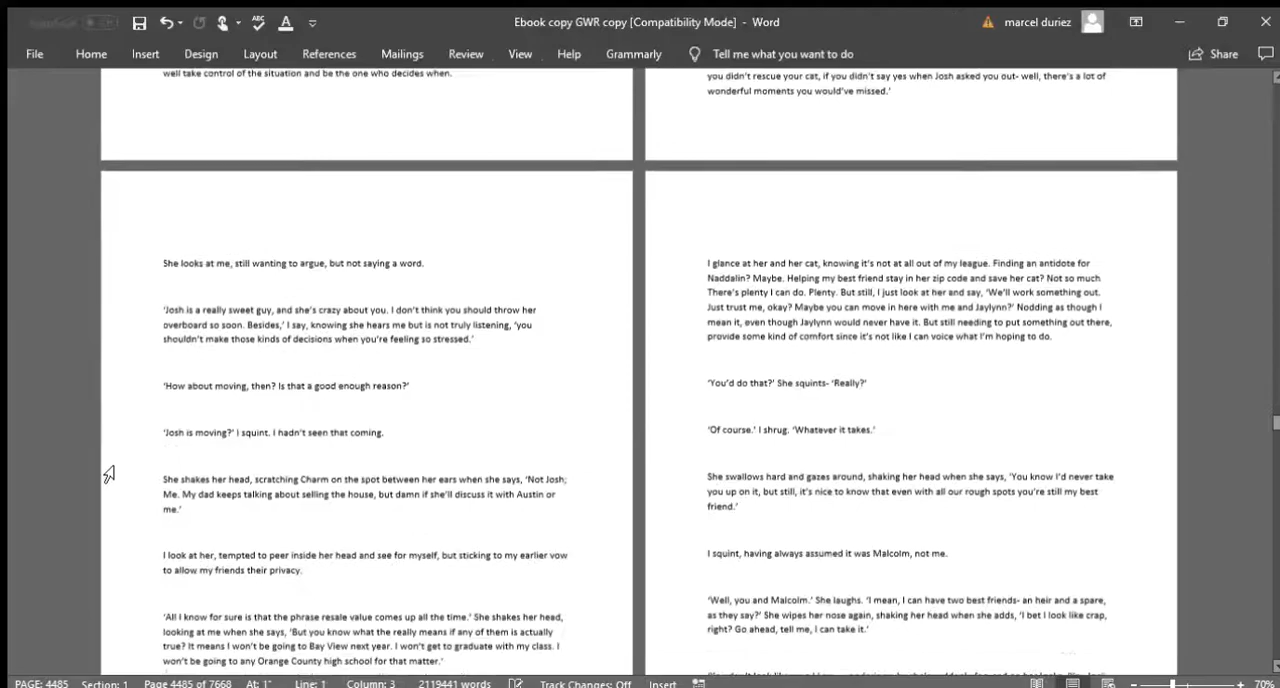 Ebook copy GWR copy [Compatibility Mode] - Word
marcel duriez
File Home Insert Design Layout References Mailings Review View Help Grammarly Tell me what you want to do Share
well take control of the situation and be the one who decides when.
She looks at me, still wanting to argue, but not saying a word.
'Josh is a really sweet guy, and she's crazy about you. I don't think you should throw her
overboard so soon. Besides,' I say, knowing she hears me but is not truly listening, 'you
shouldn't make those kinds of decisions when you're feeling so stressed.'
'How about moving, then? Is that a good enough reason?'
'Josh is moving?' I squint. I hadn't seen that coming.
She shakes her head, scratching Charm on the spot between her ears when she says, 'Not Josh;
Me. My dad keeps talking about selling the house, but damn if she'll discuss it with Austin or
me.'
I look at her, tempted to peer inside her head and see for myself, but sticking to my earlier vow
to allow my friends their privacy.
'All I know for sure is that the phrase resale value comes up all the time.' She shakes her head,
looking at me when she says, 'But you know what the really means if any of them is actually
true? It means I won't be going to Bay View next year. I won't get to graduate with my class. I
won't be going to any Orange County high school for that matter.'
you didn't rescue your cat, if you didn't say yes when Josh asked you out- well, there's a lot of
wonderful moments you would've missed.'
I glance at her and her cat, knowing it's not at all out of my league. Finding an antidote for
Naddalin? Maybe. Helping my best friend stay in her zip code and save her cat? Not so much
There's plenty I can do. Plenty. But still, I just look at her and say, 'We'll work something out.
Just trust me, okay? Maybe you can move in here with me and Jaylynn?' Nodding as though I
mean it, even though Jaylynn would never have it. But still needing to put something out there,
provide some kind of comfort since it's not like I can voice what I'm hoping to do.
'You'd do that?' She squints- 'Really?'
'Of course.' I shrug. 'Whatever it takes.'
She swallows hard and gazes around, shaking her head when she says, 'You know I'd never take
you up on it, but still, it's nice to know that even with all our rough spots you're still my best
friend.'
I squint, having always assumed it was Malcolm, not me.
'Well, you and Malcolm.' She laughs. 'I mean, I can have two best friends- an heir and a spare,
as they say?' She wipes her nose again, shaking her head when she adds, 'I bet I look like crap,
right? Go ahead, tell me, I can take it.'
PAGE: 4485 Section: 1 Page 4485 of 7668 At: 1" Line: 1 Column: 3 2119441 words Track Changes: Off Insert 70%